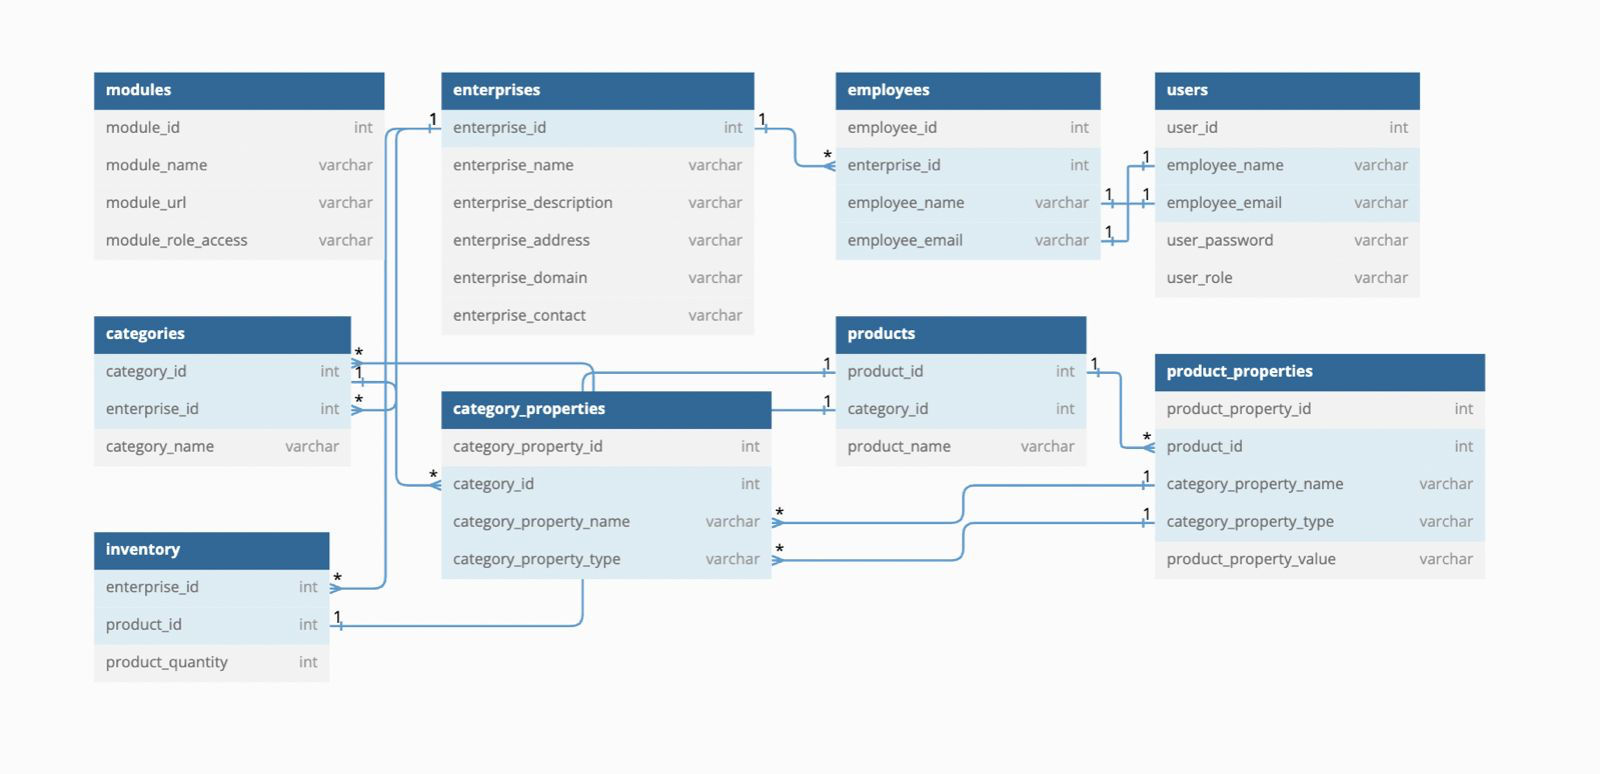 modules
module_id int
module_name varchar
module_url varchar
module_role_access varchar
enterprises
1 enterprise_id int 1
enterprise_name varchar
enterprise_description varchar
enterprise_address varchar
enterprise_domain varchar
enterprise_contact varchar
employees
employee_id int
* enterprise_id int
employee_name varchar 1
employee_email varchar 1
users
user_id int
1 employee_name varchar
1 employee_email varchar
user_password varchar
user_role varchar
categories
category_id int *
1
enterprise_id int *
category_name varchar
category_properties
category_property_id int
* category_id int
category_property_name varchar *
category_property_type varchar *
products
1 product_id int 1
1 category_id int
product_name varchar
product_properties
product_property_id int
* product_id int
1 category_property_name varchar
1 category_property_type varchar
product_property_value varchar
inventory
enterprise_id int *
product_id int 1
product_quantity int